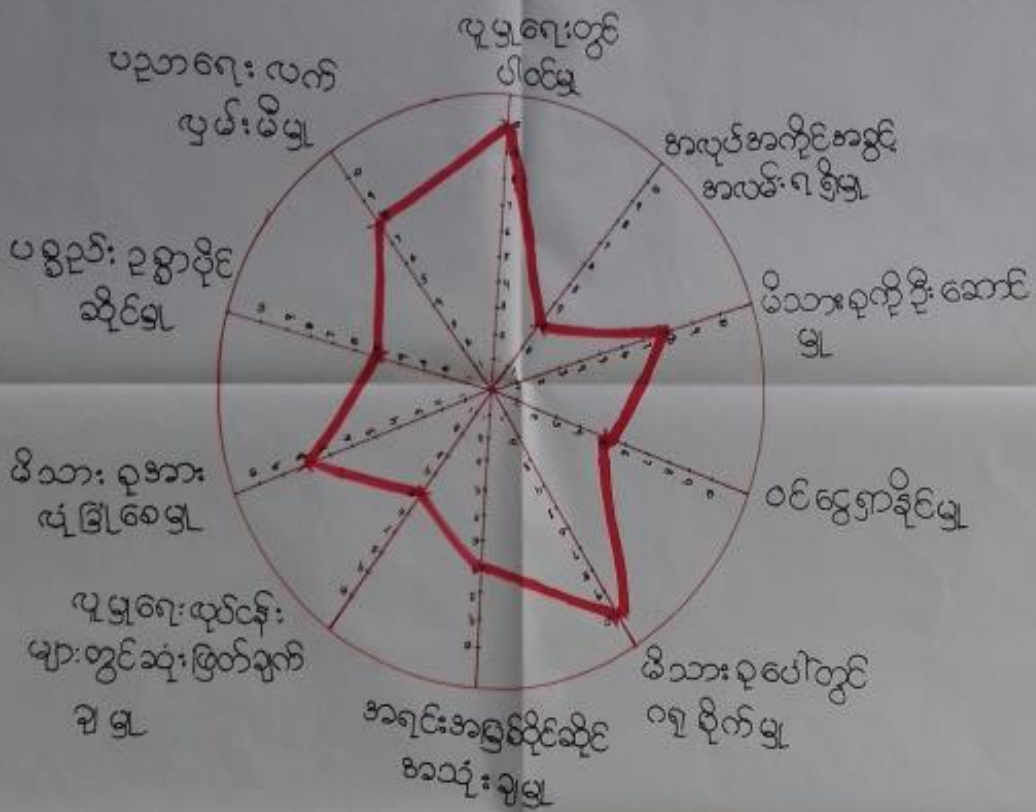 လူမှုရေးတွင်
ပါဝင်မှု
အလုပ်အကိုင်အခွင့်
အလမ်းရရှိမှု
မိသားစုကိုဦးဆောင်
မှု
ဝင်ငွေရှာနိုင်မှု
မိသားစုပေါ်တွင်
ဂရုစိုက်မှု
အရင်းအမြစ်ပိုင်ဆိုင်
အသုံးချမှု
လူမှုရေးလုပ်ငန်း
များတွင်ဆုံးဖြတ်ချက်
ချမှု
မိသားစုအား
လုံခြုံစေမှု
ပစ္စည်းဥစ္စာပိုင်
ဆိုင်မှု
ပညာရေးလက်
လှမ်းမီမှု